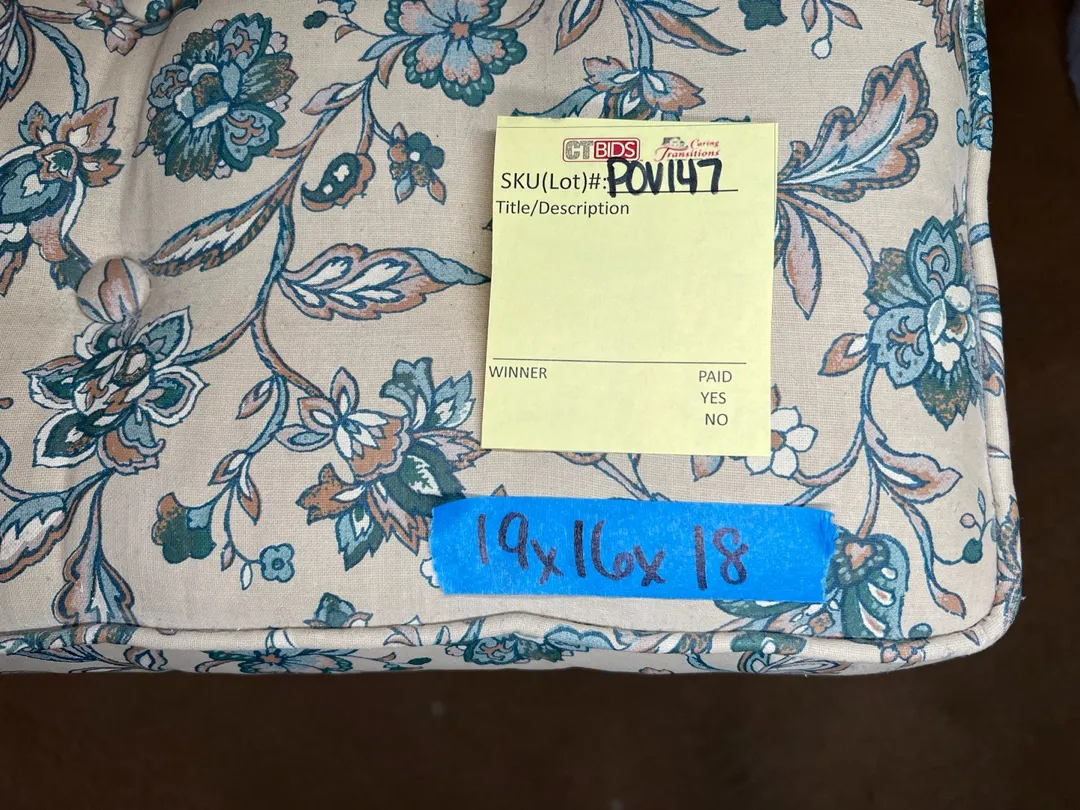 CTBIDS Caring Transitions
SKU(Lot)#: POV147
Title/Description
WINNER PAID
YES
NO
19x16x18